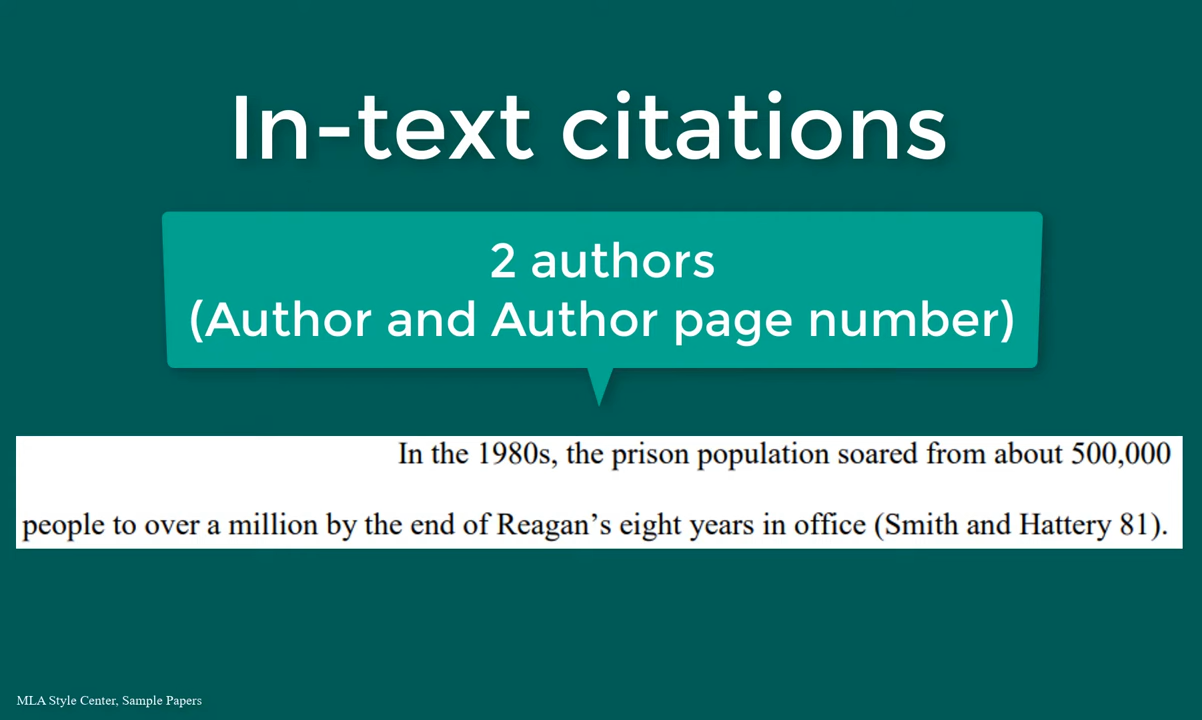 In-text citations
2 authors
(Author and Author page number)
In the 1980s, the prison population soared from about 500,000
people to over a million by the end of Reagan’s eight years in office (Smith and Hattery 81).
MLA Style Center, Sample Papers